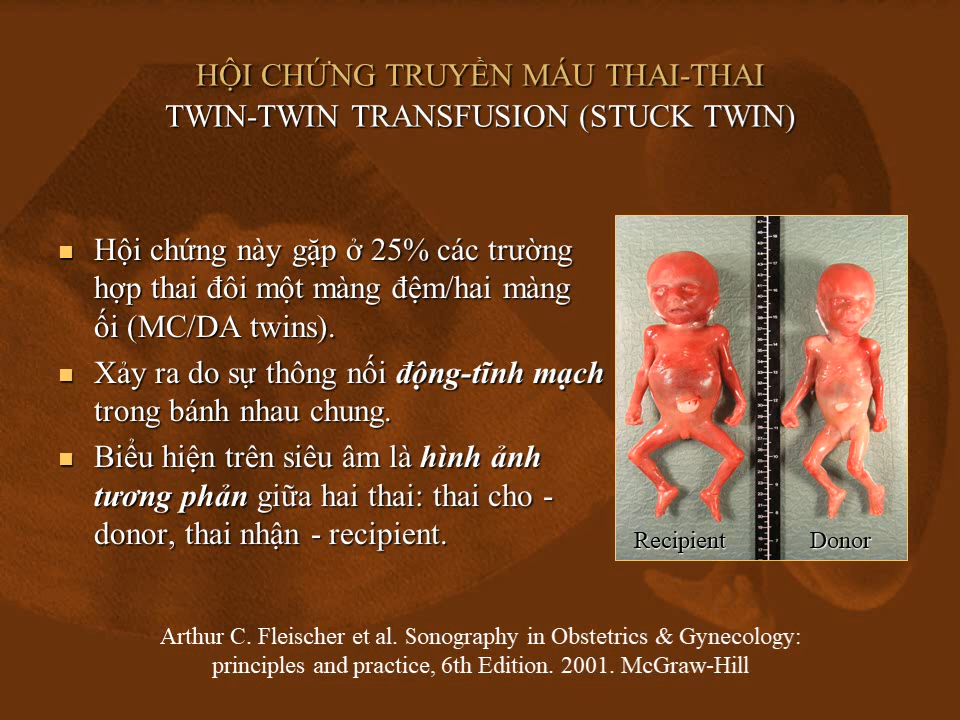 HỘI CHỨNG TRUYỀN MÁU THAI-THAI
TWIN-TWIN TRANSFUSION (STUCK TWIN)
Hội chứng này gặp ở 25% các trường
hợp thai đôi một màng đệm/hai màng
ối (MC/DA twins).
Xảy ra do sự thông nối động-tĩnh mạch
trong bánh nhau chung.
Biểu hiện trên siêu âm là hình ảnh
tương phản giữa hai thai: thai cho -
donor, thai nhận - recipient.
Recipient
Donor
Arthur C. Fleischer et al. Sonography in Obstetrics & Gynecology:
principles and practice, 6th Edition. 2001. McGraw-Hill